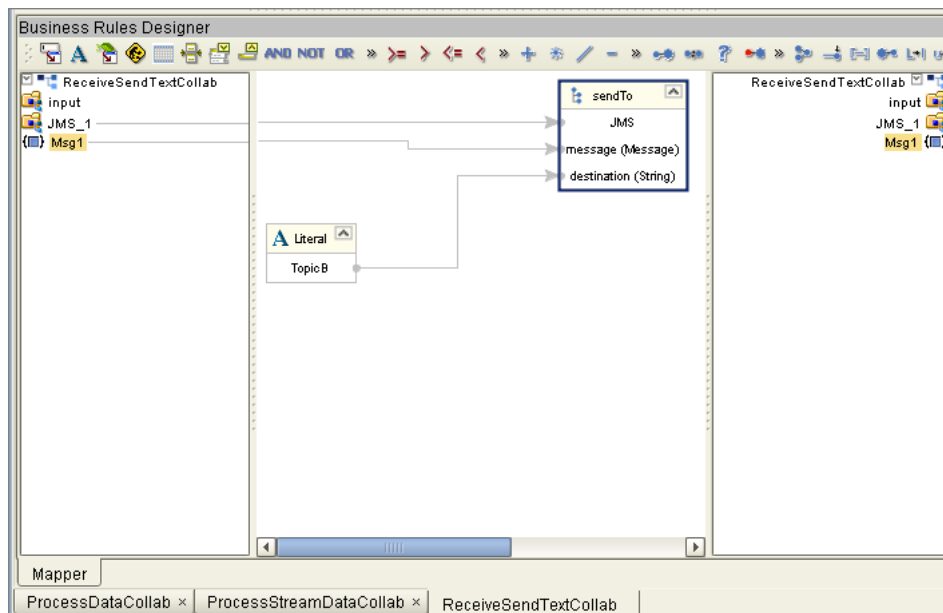 Business Rules Designer
AND NOT OR » >= > <= < » + * / - » ? »
ReceiveSendTextCollab
input
JMS_1
Msg1
sendTo
JMS
message (Message)
destination (String)
A Literal
TopicB
ReceiveSendTextCollab
input
JMS_1
Msg1
Mapper
ProcessDataCollab ×
ProcessStreamDataCollab ×
ReceiveSendTextCollab